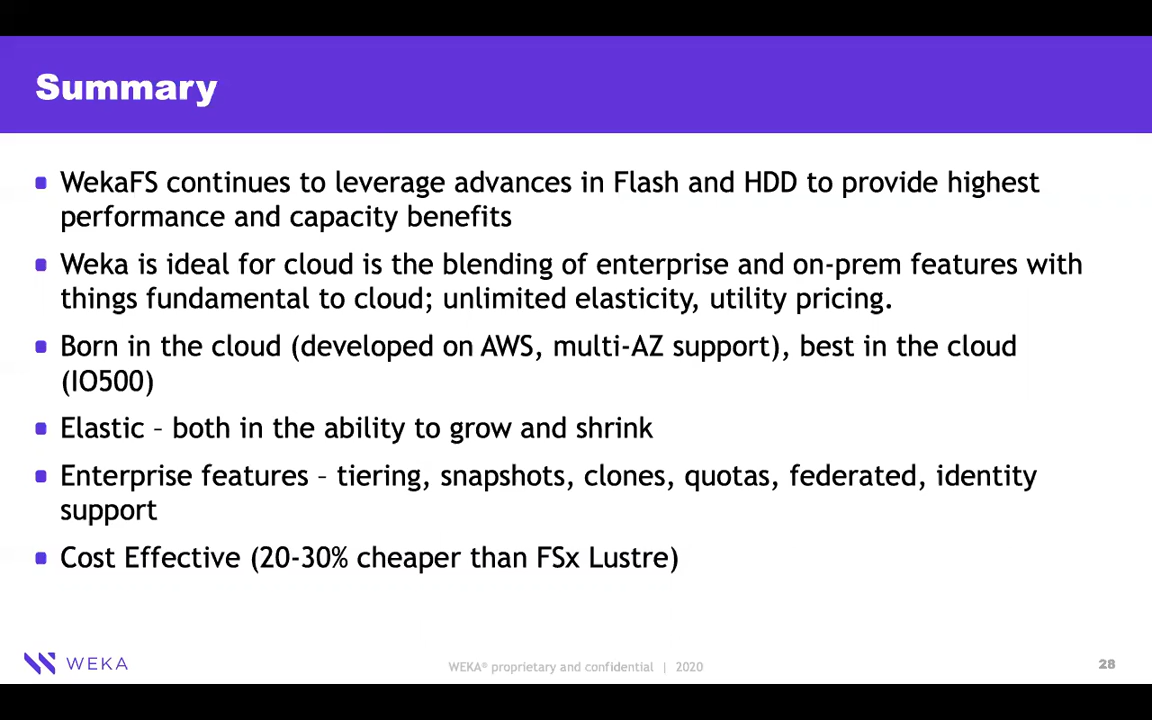 Summary
WekaFS continues to leverage advances in Flash and HDD to provide highest
performance and capacity benefits
Weka is ideal for cloud is the blending of enterprise and on-prem features with
things fundamental to cloud; unlimited elasticity, utility pricing.
Born in the cloud (developed on AWS, multi-AZ support), best in the cloud
(IO500)
Elastic – both in the ability to grow and shrink
Enterprise features – tiering, snapshots, clones, quotas, federated, identity
support
Cost Effective (20-30% cheaper than FSx Lustre)
WEKA
WEKA® proprietary and confidential | 2020
28